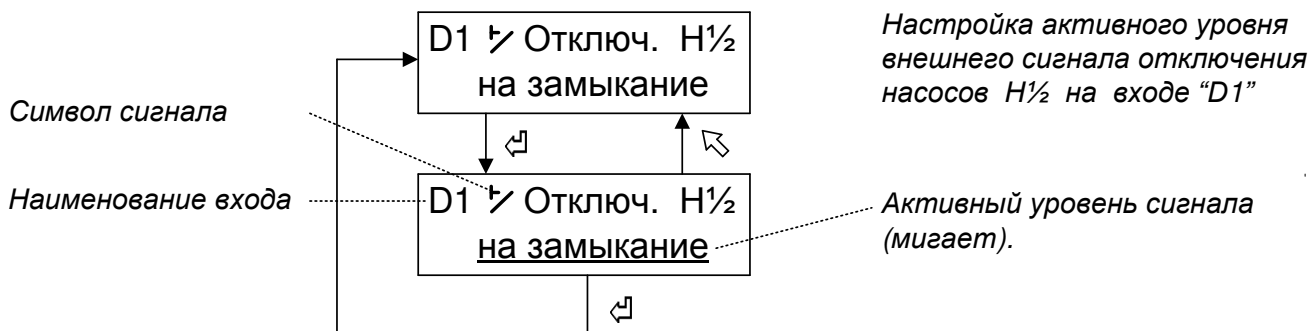 D1 Отключ. Н½
на замыкание
Настройка активного уровня
внешнего сигнала отключения
насосов Н½ на входе “D1”
Символ сигнала
Наименование входа
D1 Отключ. Н½
на замыкание
Активный уровень сигнала
(мигает).